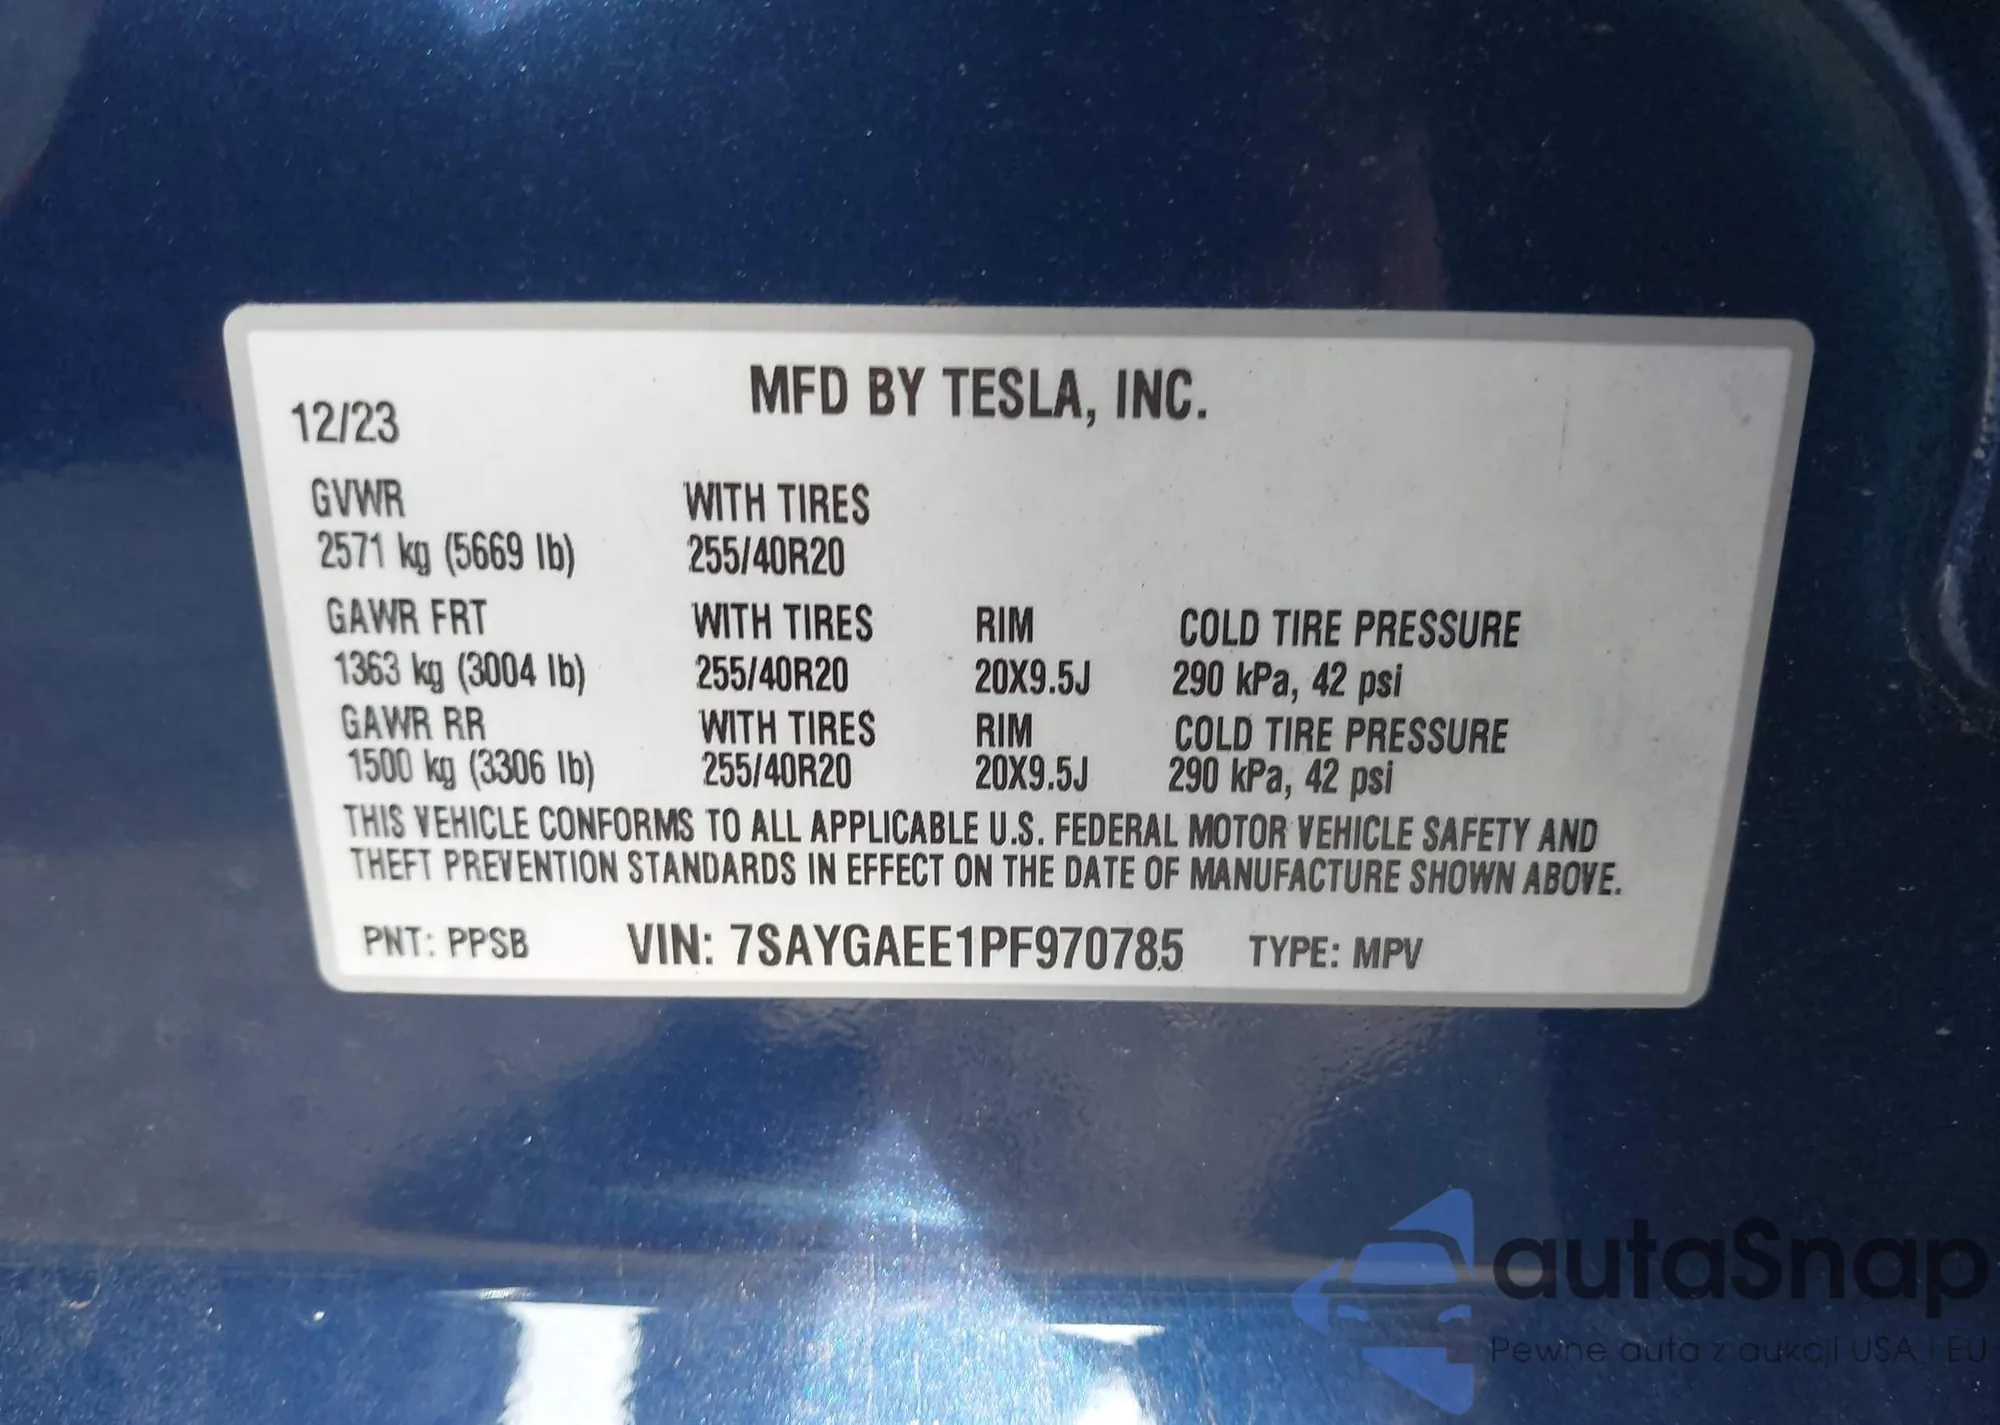 MFD BY TESLA, INC.
12/23
GVWR WITH TIRES
2571 kg (5669 lb) 255/40R20
GAWR FRT WITH TIRES RIM COLD TIRE PRESSURE
1363 kg (3004 lb) 255/40R20 20X9.5J 290 kPa, 42 psi
GAWR RR WITH TIRES RIM COLD TIRE PRESSURE
1500 kg (3306 lb) 255/40R20 20X9.5J 290 kPa, 42 psi
THIS VEHICLE CONFORMS TO ALL APPLICABLE U.S. FEDERAL MOTOR VEHICLE SAFETY AND
THEFT PREVENTION STANDARDS IN EFFECT ON THE DATE OF MANUFACTURE SHOWN ABOVE.
PNT: PPSB VIN: 7SAYGAEE1PF970785 TYPE: MPV
autaSnap
Pewne auta z aukcji USA i EU